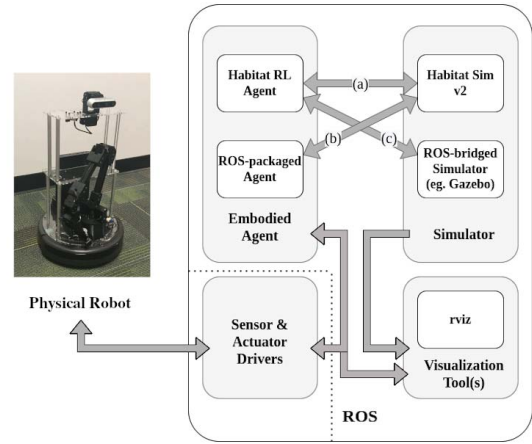 Habitat RL
Agent
(a)
Habitat Sim
v2
(b)
(c)
ROS-packaged
Agent
ROS-bridged
Simulator
(eg. Gazebo)
Embodied
Agent
Simulator
Physical Robot
Sensor &
Actuator
Drivers
rviz
Visualization
Tool(s)
ROS